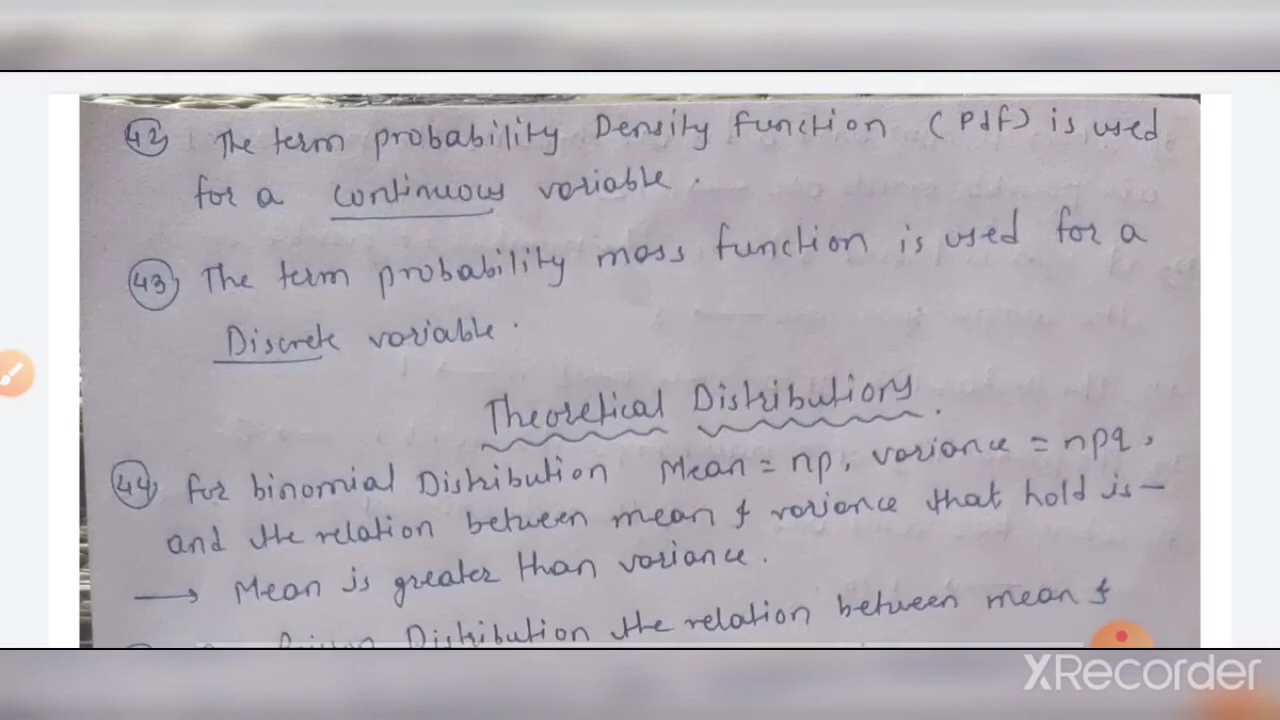 42 The term probability Density function (Pdf) is used
for a continuous variable.
43 The term probability mass function is used for a
Discrete variable.
Theoretical Distributions.
44 for binomial Distribution Mean = np, variance = npq,
and the relation between mean & variance that hold is –
→ Mean is greater than variance.
Distribution the relation between mean &
XRecorder